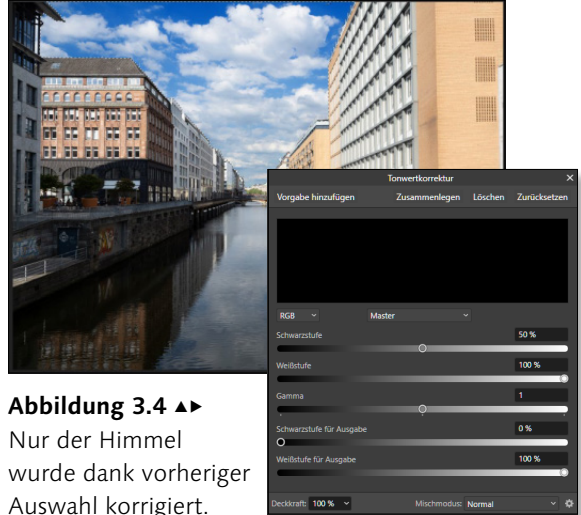 Tonwertkorrektur
Vorgabe hinzufügen Zusammenlegen Löschen Zurücksetzen
RGB Master
Schwarzstufe 50 %
Weißstufe 100 %
Gamma 1
Schwarzstufe für Ausgabe 0 %
Weißstufe für Ausgabe 100 %
Deckkraft: 100 % Mischmodus: Normal
Abbildung 3.4 ▲▶
Nur der Himmel
wurde dank vorheriger
Auswahl korrigiert.